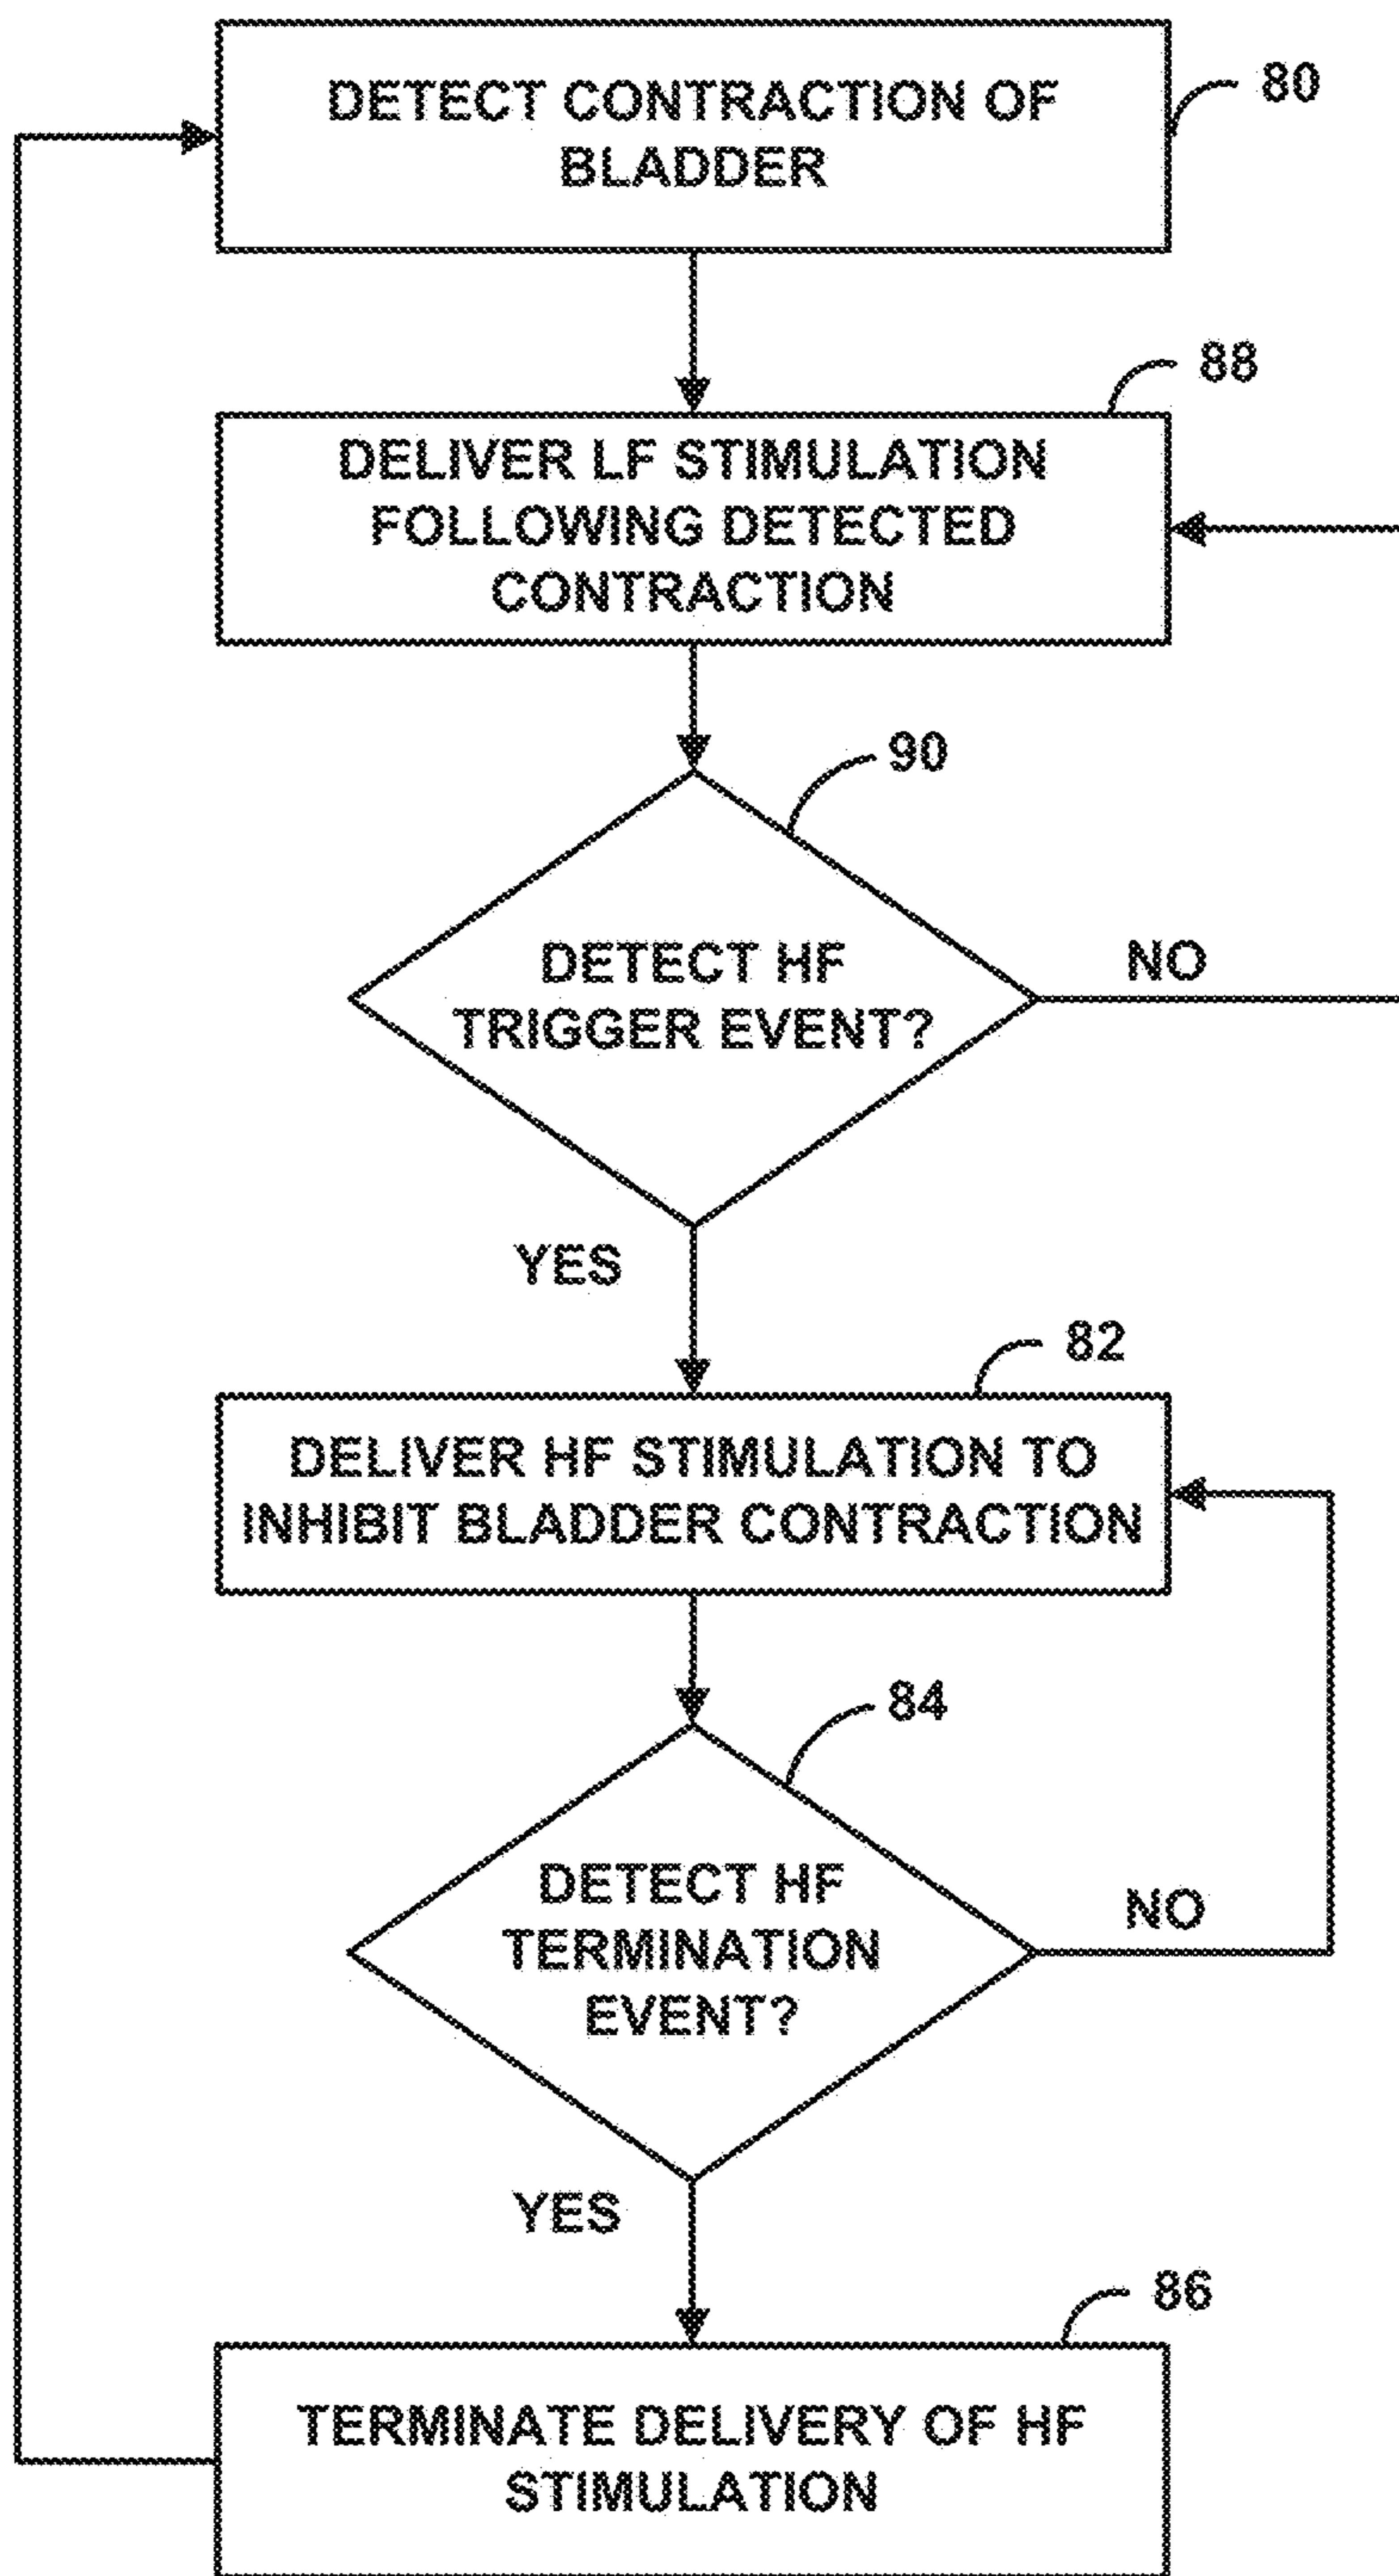 DETECT CONTRACTION OF
BLADDER
80
88
DELIVER LF STIMULATION
FOLLOWING DETECTED
CONTRACTION
90
DETECT HF
TRIGGER EVENT?
NO
YES
82
DELIVER HF STIMULATION TO
INHIBIT BLADDER CONTRACTION
84
DETECT HF
TERMINATION
EVENT?
NO
YES
86
TERMINATE DELIVERY OF HF
STIMULATION